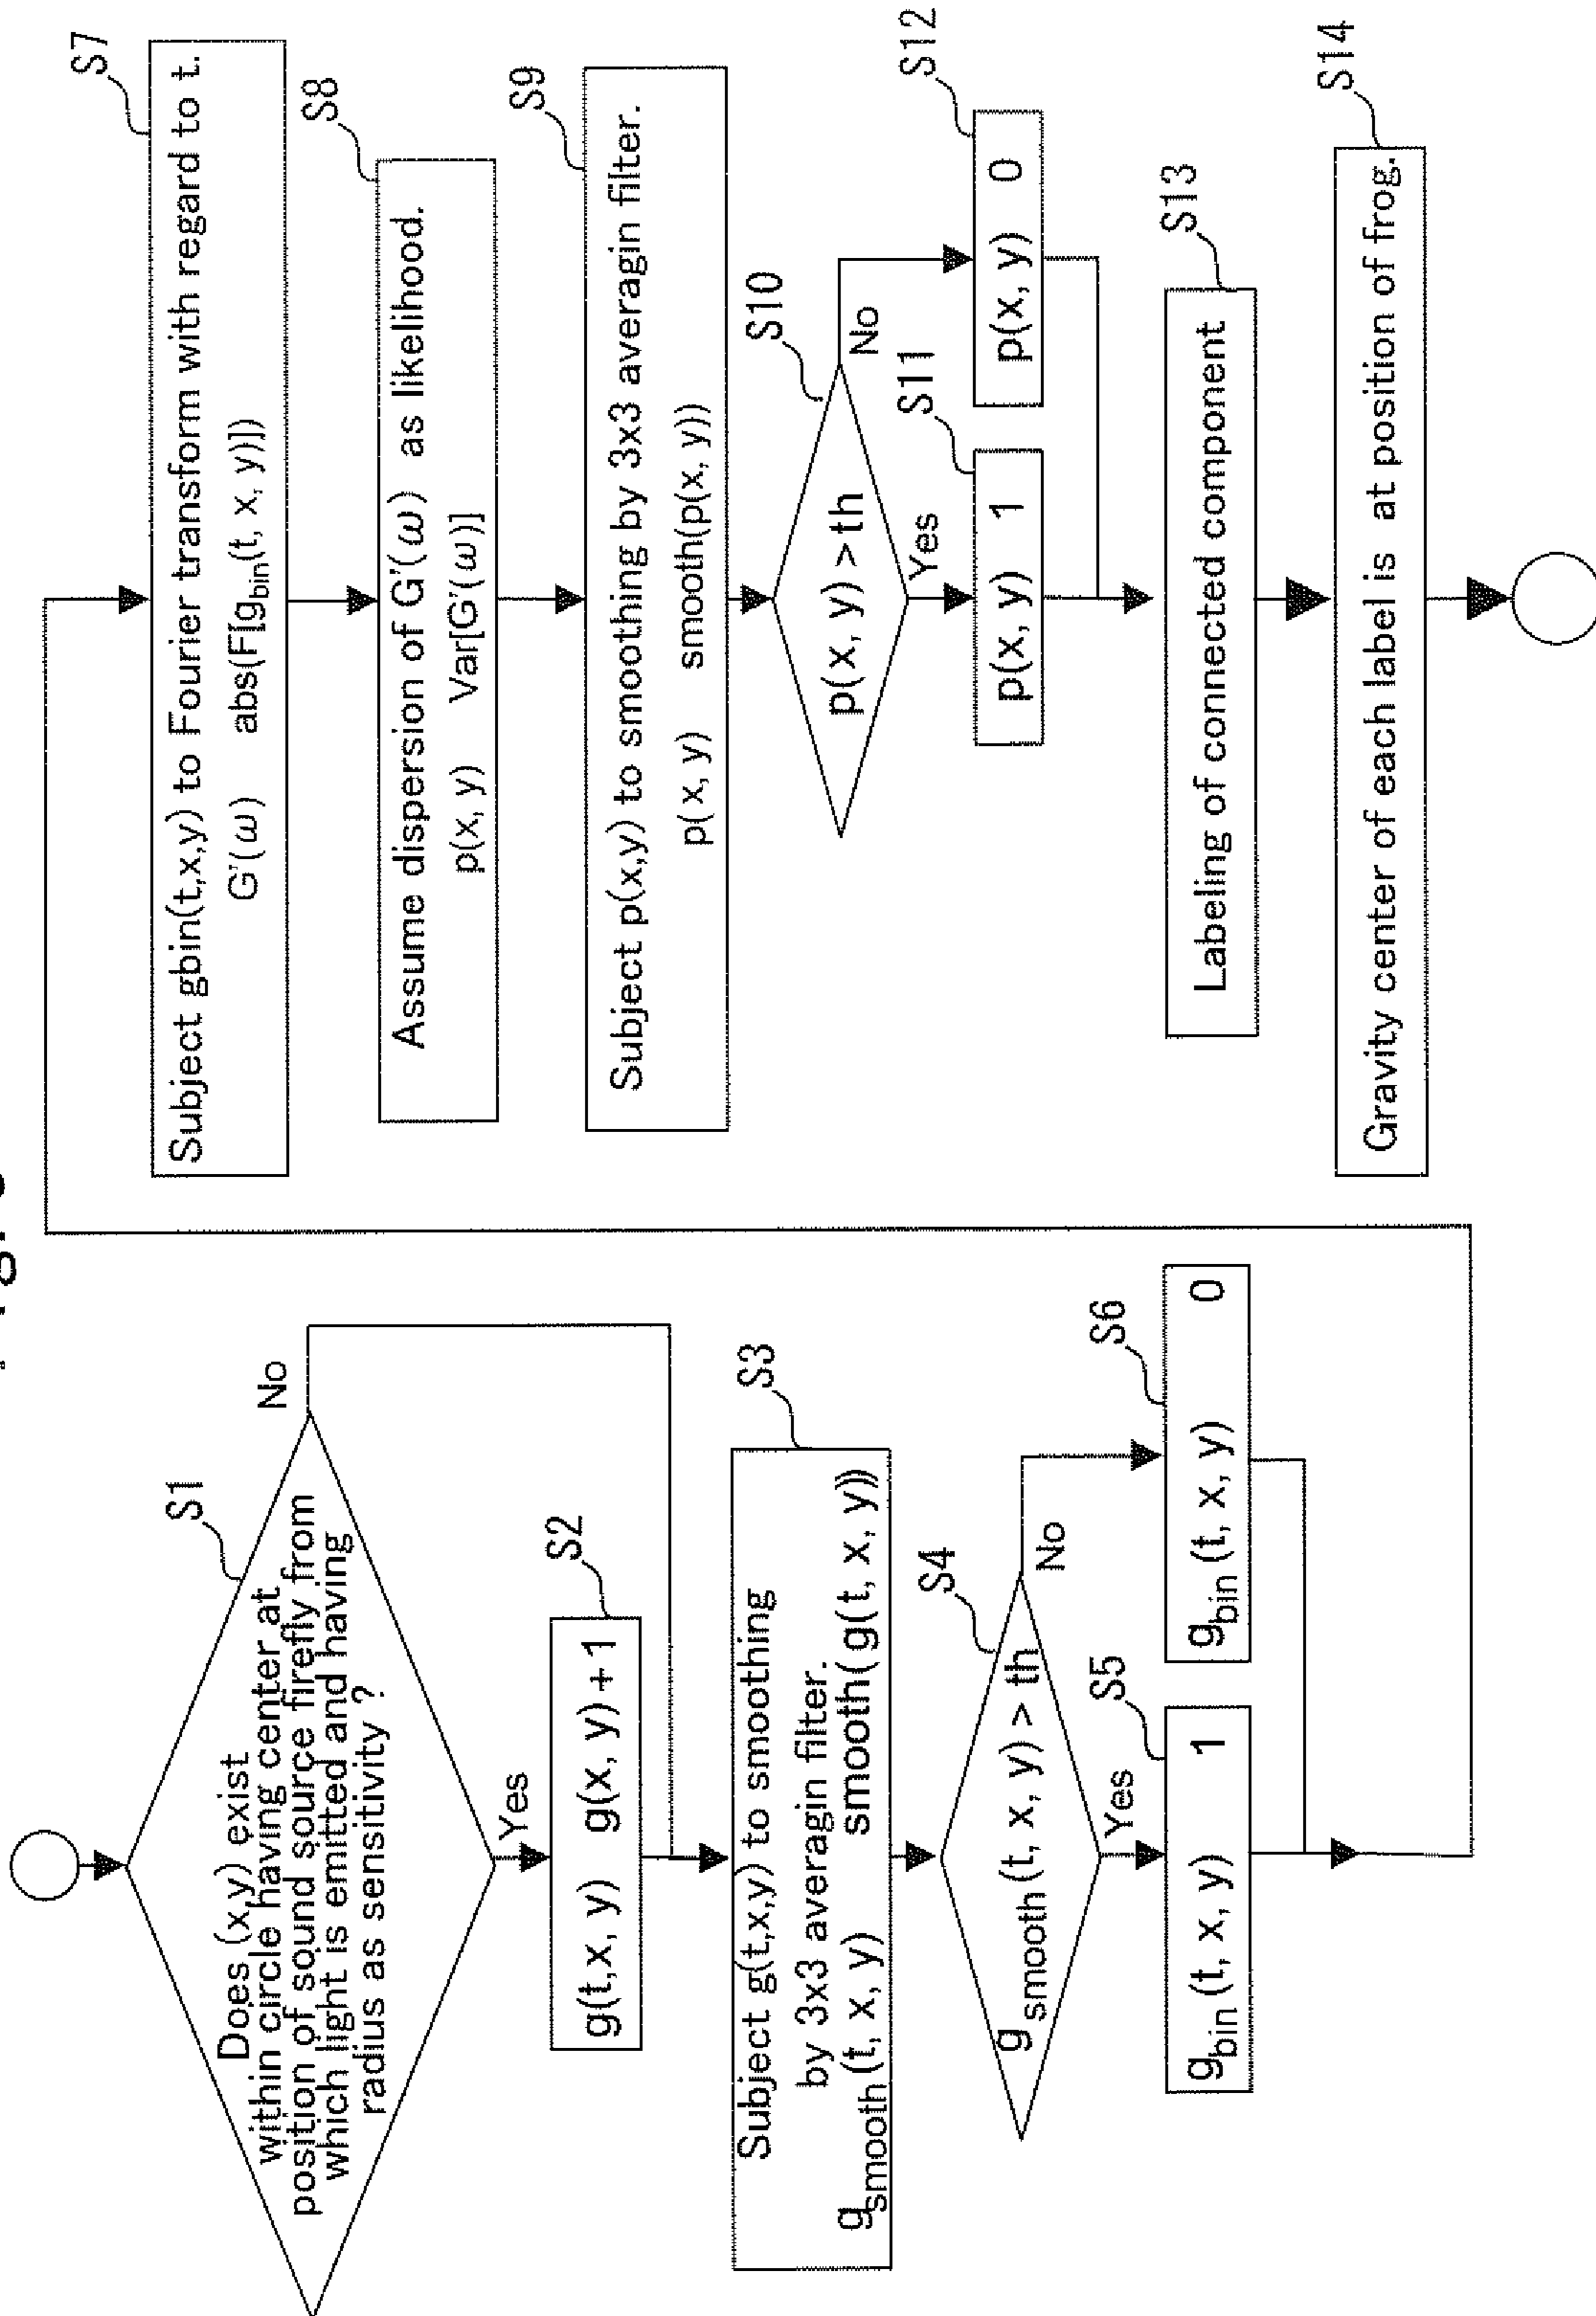 S1
Does (x,y) exist
within circle having center at
position of sound source firefly from
which light is emitted and having
radius as sensitivity ?
No
Yes
S2
g(t,x, y) g(x, y)+1
S3
Subject g(t,x,y) to smoothing
by 3x3 averagin filter.
gsmooth(t, x, y) smooth(g(t, x, y))
S4
gsmooth(t, x, y) > th
No
Yes
S5
gbin(t, x, y) 1
S6
gbin(t, x, y) 0
S7
Subject gbin(t,x,y) to Fourier transform with regard to t.
G'(ω) abs(F[gbin(t, x, y)])
S8
Assume dispersion of G'(ω) as likelihood.
p(x, y) Var[G'(ω)]
S9
Subject p(x,y) to smoothing by 3x3 averagin filter.
p(x, y) smooth(p(x, y))
S10
p(x, y) > th
No
Yes
S11
p(x, y) 1
S12
p(x, y) 0
S13
Labeling of connected component
S14
Gravity center of each label is at position of frog.